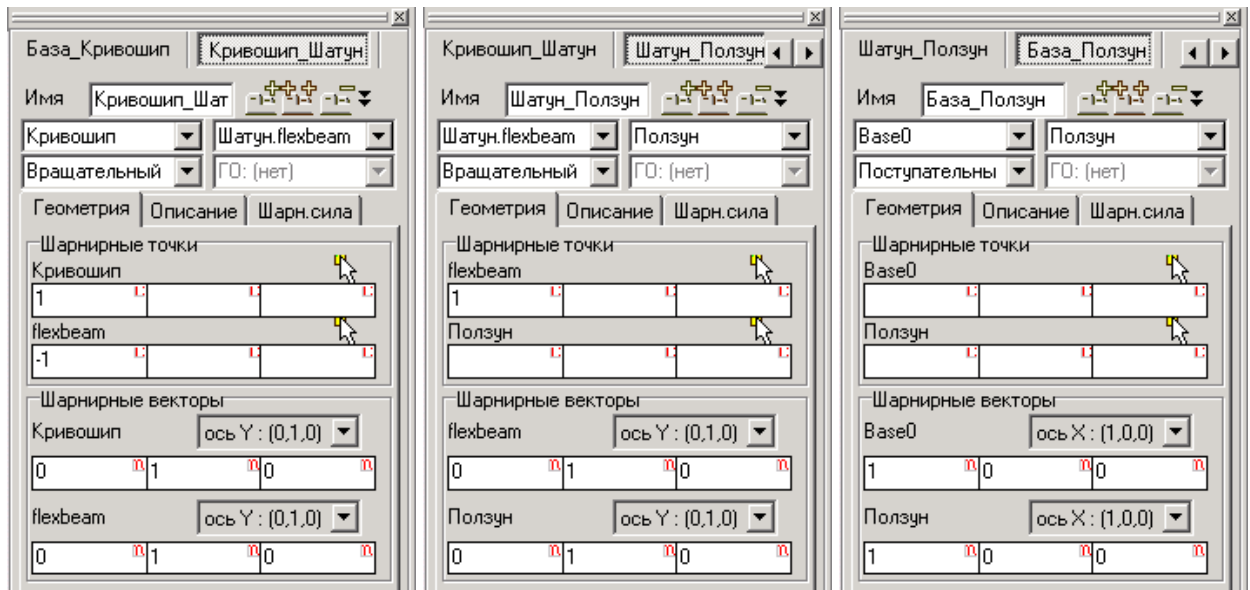 База_Кривошип Кривошип_Шатун
Имя Кривошип_Шат
Кривошип Шатун.flexbeam
Вращательный ГО: (нет)
Геометрия Описание Шарн.сила
Шарнирные точки
Кривошип
1
flexbeam
-1
Шарнирные векторы
Кривошип ось Y : (0,1,0)
0 1 0
flexbeam ось Y : (0,1,0)
0 1 0
Кривошип_Шатун Шатун_Ползун
Имя Шатун_Ползун
Шатун.flexbeam Ползун
Вращательный ГО: (нет)
Геометрия Описание Шарн.сила
Шарнирные точки
flexbeam
1
Ползун
Шарнирные векторы
flexbeam ось Y : (0,1,0)
0 1 0
Ползун ось Y : (0,1,0)
0 1 0
Шатун_Ползун База_Ползун
Имя База_Ползун
Base0 Ползун
Поступательны ГО: (нет)
Геометрия Описание Шарн.сила
Шарнирные точки
Base0
Ползун
Шарнирные векторы
Base0 ось X : (1,0,0)
1 0 0
Ползун ось X : (1,0,0)
1 0 0